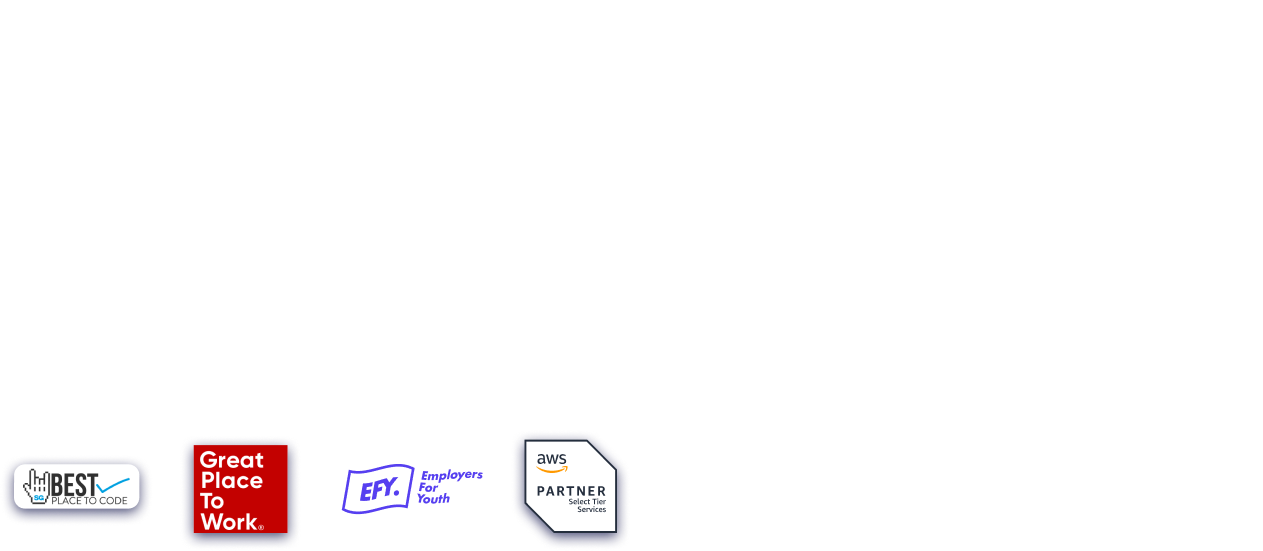 SG
BEST
PLACE TO CODE
Great
Place
To
Work®
EFY.
Employers
For
Youth
aws
PARTNER
Select Tier
Services